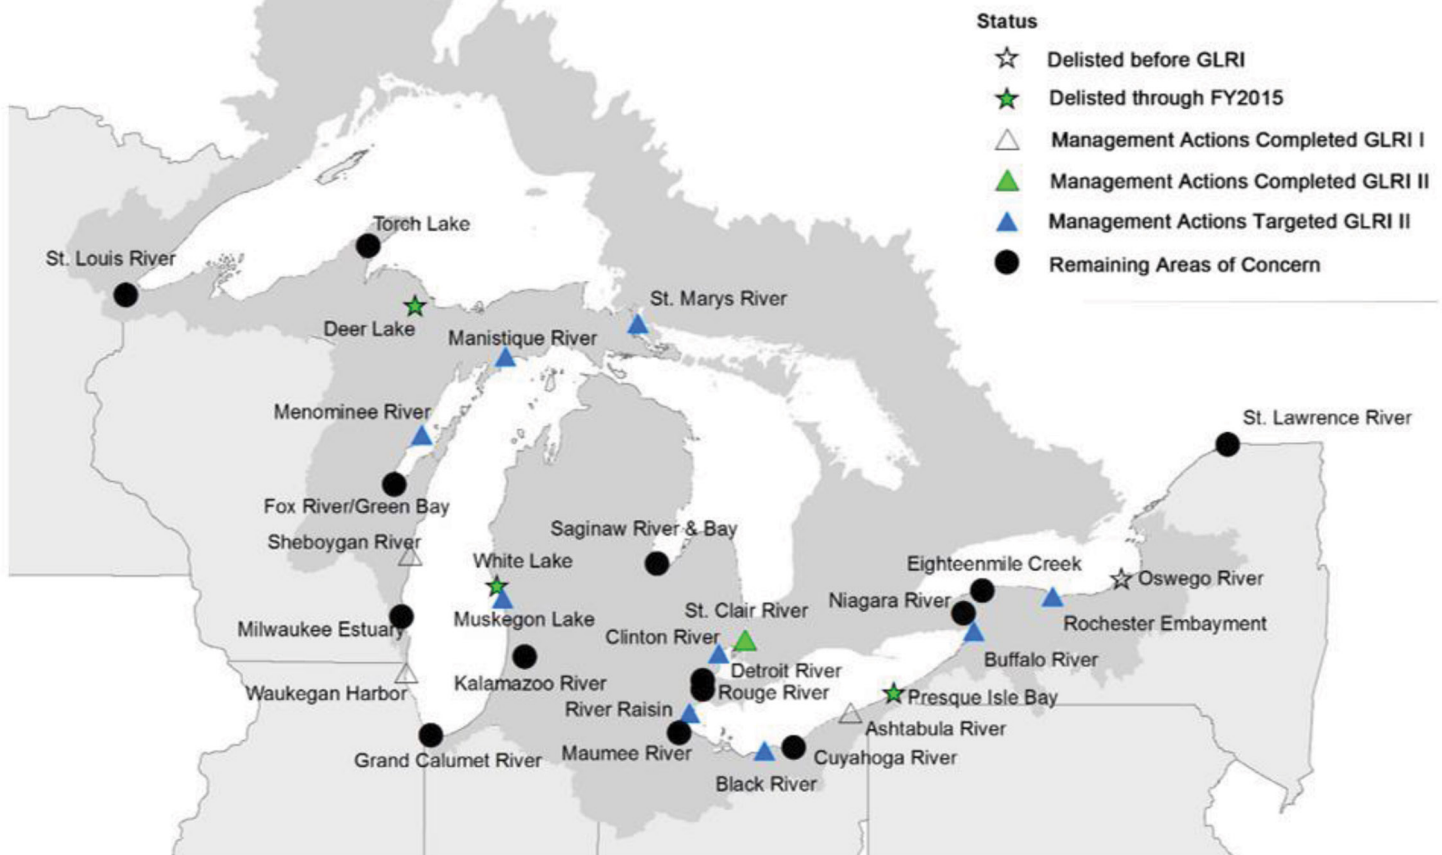 Status
Delisted before GLRI
Delisted through FY2015
Management Actions Completed GLRI I
Management Actions Completed GLRI II
Management Actions Targeted GLRI II
Remaining Areas of Concern
Torch Lake
St. Louis River
St. Marys River
Deer Lake
Manistique River
Menominee River
St. Lawrence River
Fox River/Green Bay
Saginaw River & Bay
Sheboygan River
White Lake
Eighteenmile Creek
Oswego River
Niagara River
St. Clair River
Muskegon Lake
Rochester Embayment
Milwaukee Estuary
Clinton River
Buffalo River
Detroit River
Kalamazoo River
Waukegan Harbor
Rouge River
Presque Isle Bay
River Raisin
Ashtabula River
Maumee River
Cuyahoga River
Grand Calumet River
Black River